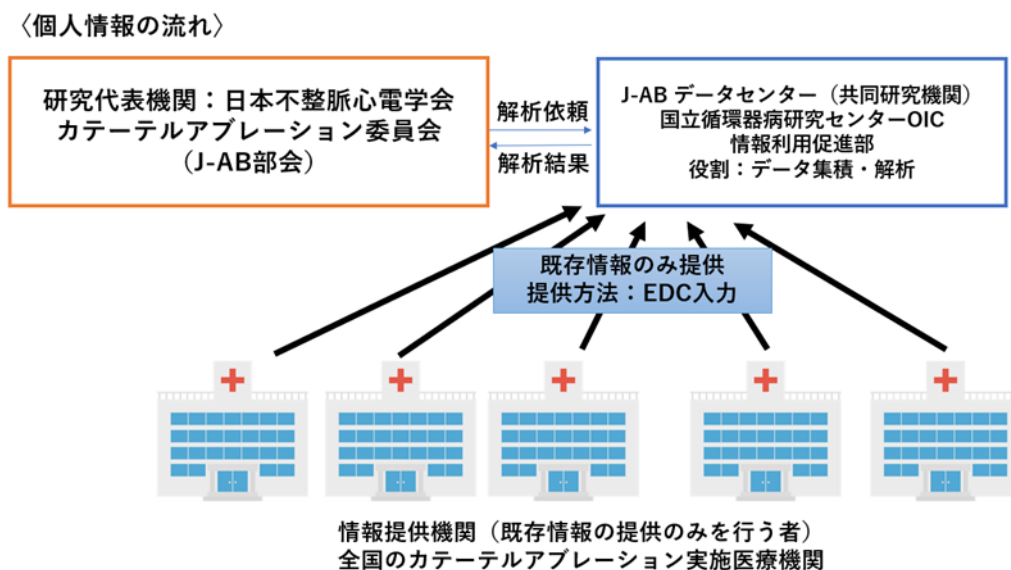 〈個人情報の流れ〉
研究代表機関：日本不整脈心電学会
カテーテルアブレーション委員会
（J-AB部会）
解析依頼
解析結果
J-AB データセンター（共同研究機関）
国立循環器病研究センターOIC
情報利用促進部
役割：データ集積・解析
既存情報のみ提供
提供方法：EDC入力
情報提供機関（既存情報の提供のみを行う者）
全国のカテーテルアブレーション実施医療機関